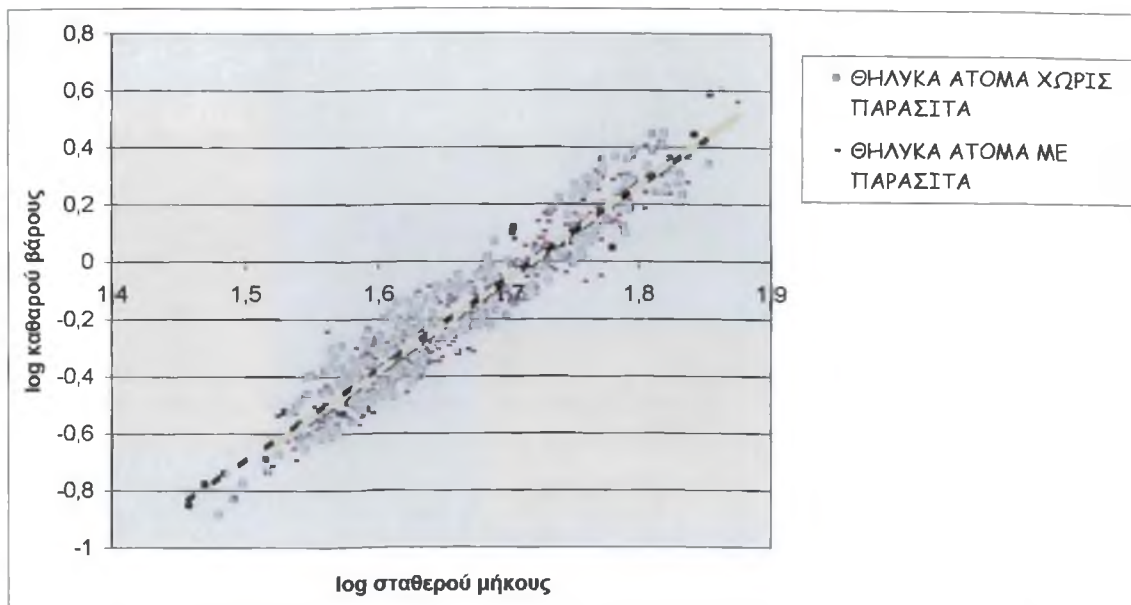 0,8
0,6
0,4
0,2
0
-0,2
-0,4
-0,6
-0,8
-1
1,4
1,5
1,6
1,7
1,8
1,9
log καθαρού βάρους
log σταθερού μήκους
ΘΗΛΥΚΑ ΑΤΟΜΑ ΧΩΡΙΣ
ΠΑΡΑΣΙΤΑ
ΘΗΛΥΚΑ ΑΤΟΜΑ ΜΕ
ΠΑΡΑΣΙΤΑ